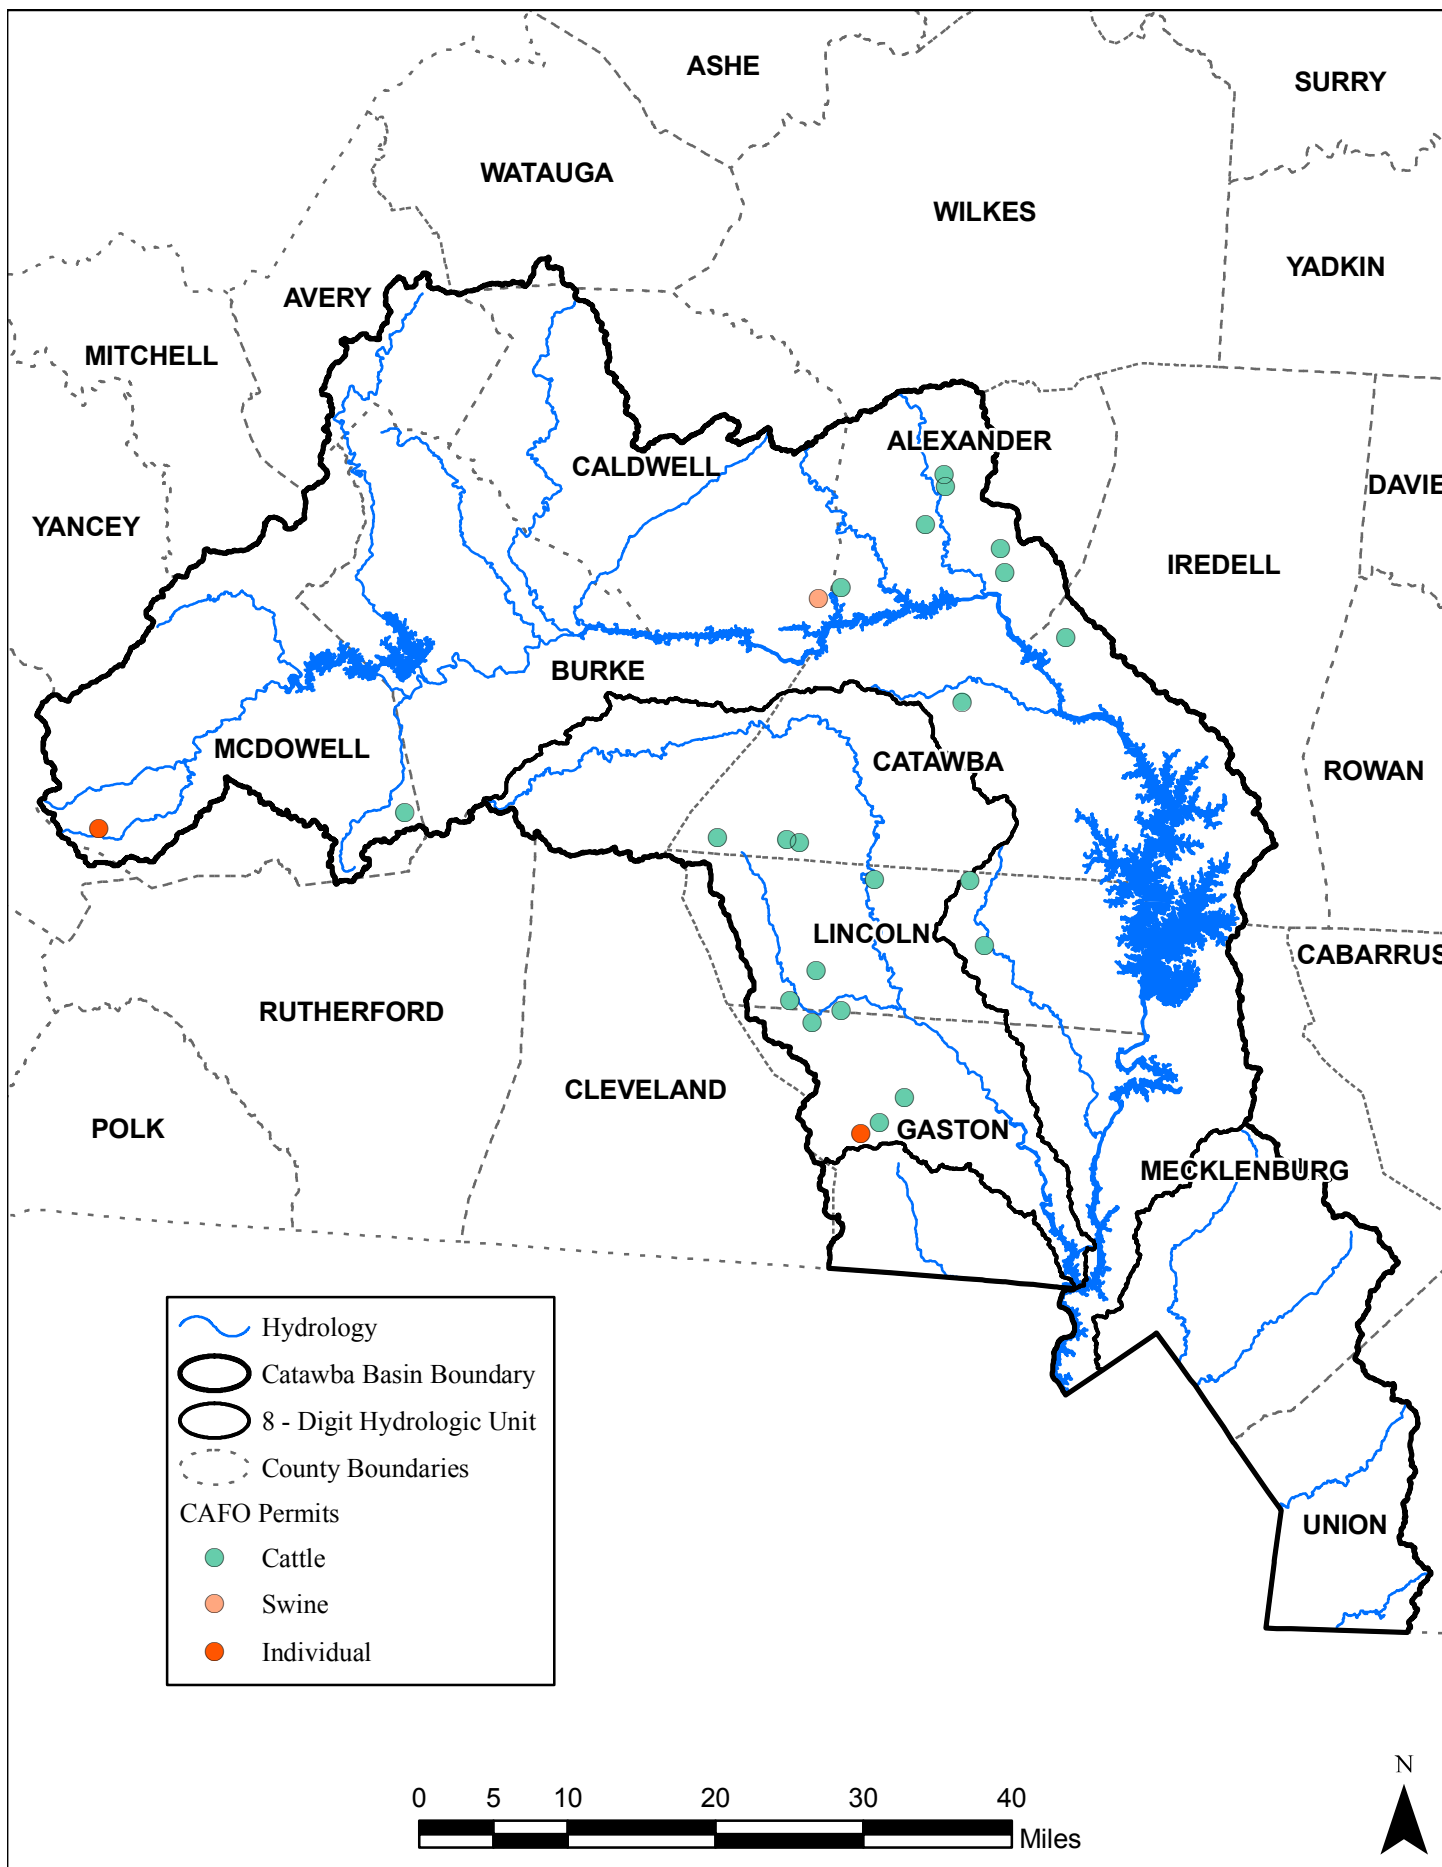 ASHE
SURRY
WATAUGA
WILKES
YADKIN
AVERY
MITCHELL
ALEXANDER
CALDWELL
DAVIE
YANCEY
IREDELL
BURKE
MCDOWELL
CATAWBA
ROWAN
LINCOLN
CABARRUS
RUTHERFORD
CLEVELAND
POLK
GASTON
MECKLENBURG
Hydrology
Catawba Basin Boundary
8 - Digit Hydrologic Unit
County Boundaries
CAFO Permits
Cattle
Swine
Individual
UNION
N
0 5 10 20 30 40
Miles